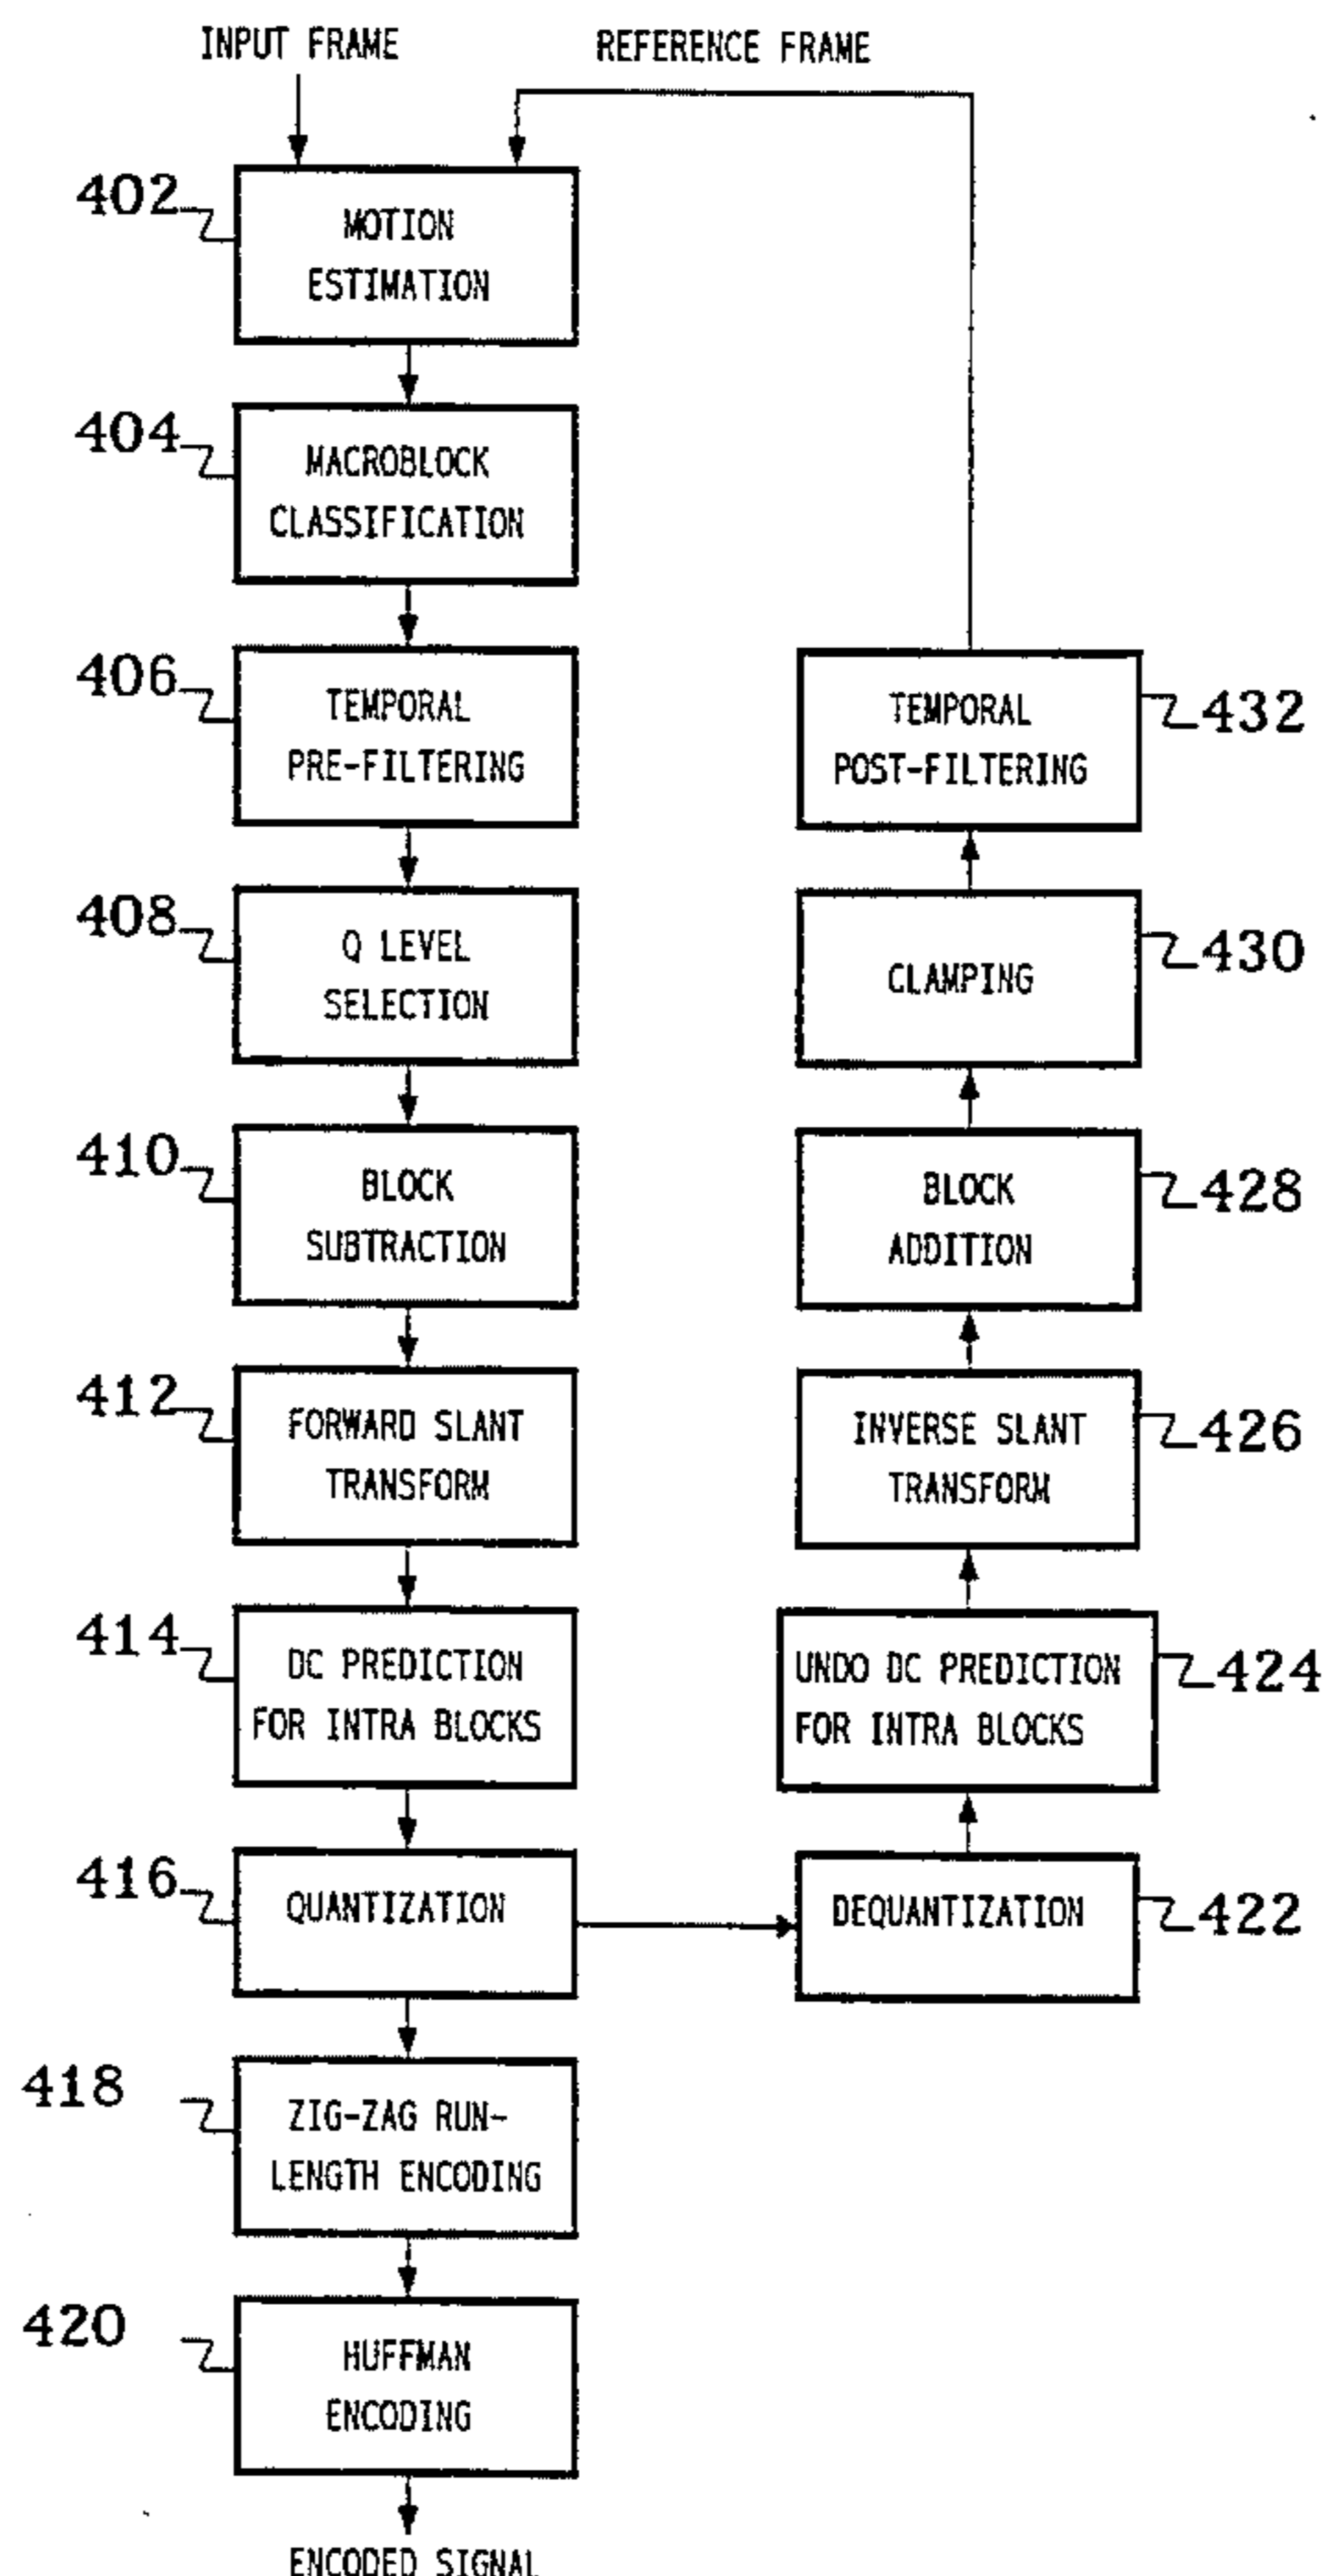 INPUT FRAME
REFERENCE FRAME
402
MOTION
ESTIMATION
404
MACROBLOCK
CLASSIFICATION
406
TEMPORAL
PRE-FILTERING
408
Q LEVEL
SELECTION
410
BLOCK
SUBTRACTION
412
FORWARD SLANT
TRANSFORM
414
DC PREDICTION
FOR INTRA BLOCKS
416
QUANTIZATION
418
ZIG-ZAG RUN-
LENGTH ENCODING
420
HUFFMAN
ENCODING
ENCODED SIGNAL
TEMPORAL
POST-FILTERING
432
CLAMPING
430
BLOCK
ADDITION
428
INVERSE SLANT
TRANSFORM
426
UNDO DC PREDICTION
FOR INTRA BLOCKS
424
DEQUANTIZATION
422